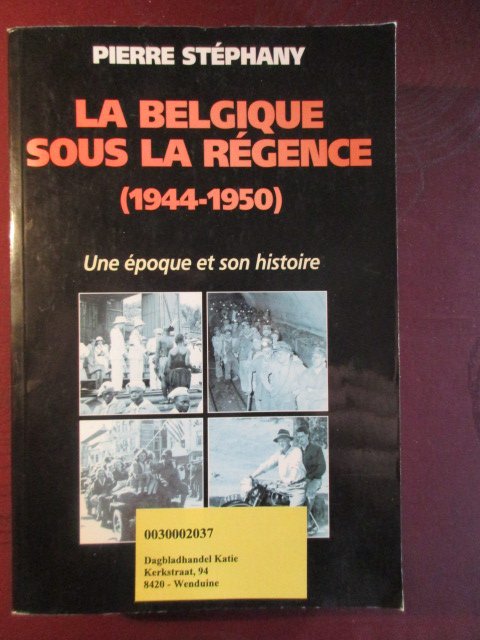 PIERRE STÉPHANY
LA BELGIQUE
SOUS LA RÉGENCE
(1944-1950)
Une époque et son histoire
0030002037
Dagbladhandel Katie
Kerkstraat, 94
8420 - Wenduine